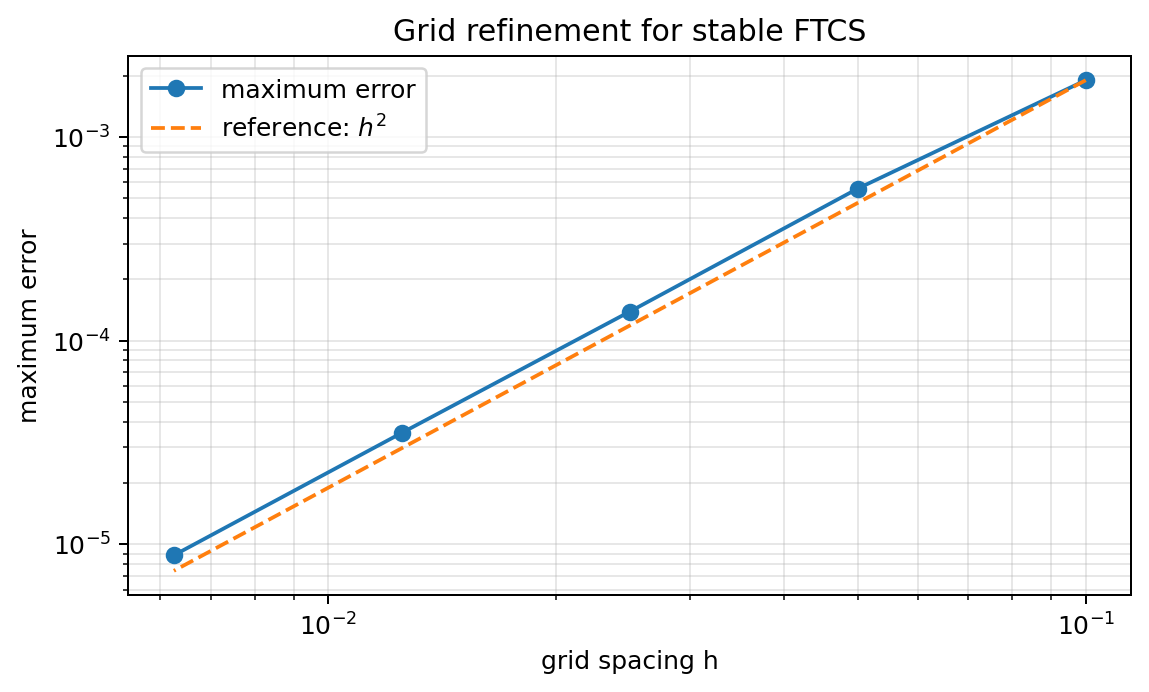 Grid refinement for stable FTCS
maximum error
reference: $h^2$
maximum error
$10^{-3}$
$10^{-4}$
$10^{-5}$
$10^{-2}$
$10^{-1}$
grid spacing h